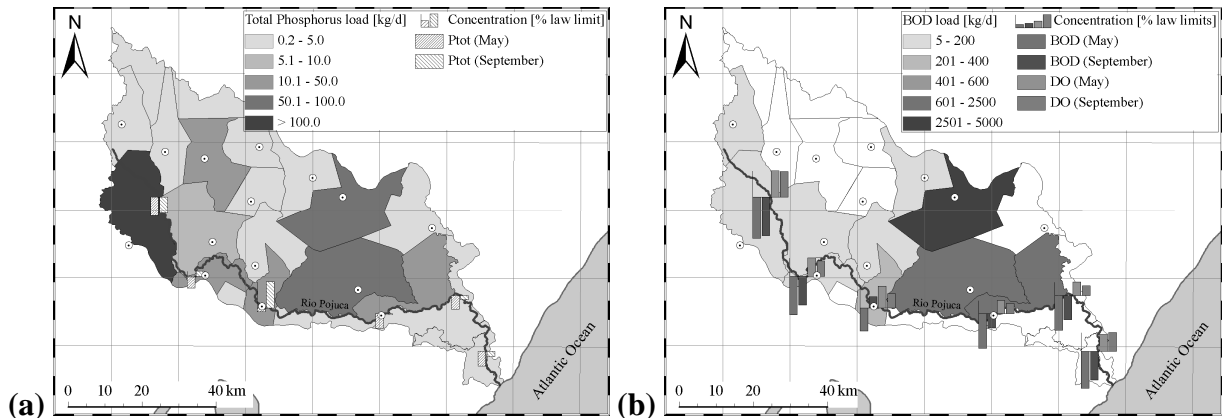 (a)
N
Total Phosphorus load [kg/d]
0.2 - 5.0
5.1 - 10.0
10.1 - 50.0
50.1 - 100.0
> 100.0
Concentration [% law limit]
Ptot (May)
Ptot (September)
Rio Pojuca
Atlantic Ocean
0 10 20 40 km
(b)
N
BOD load [kg/d]
5 - 200
201 - 400
401 - 600
601 - 2500
2501 - 5000
Concentration [% law limits]
BOD (May)
BOD (September)
DO (May)
DO (September)
Rio Pojuca
Atlantic Ocean
0 10 20 40 km